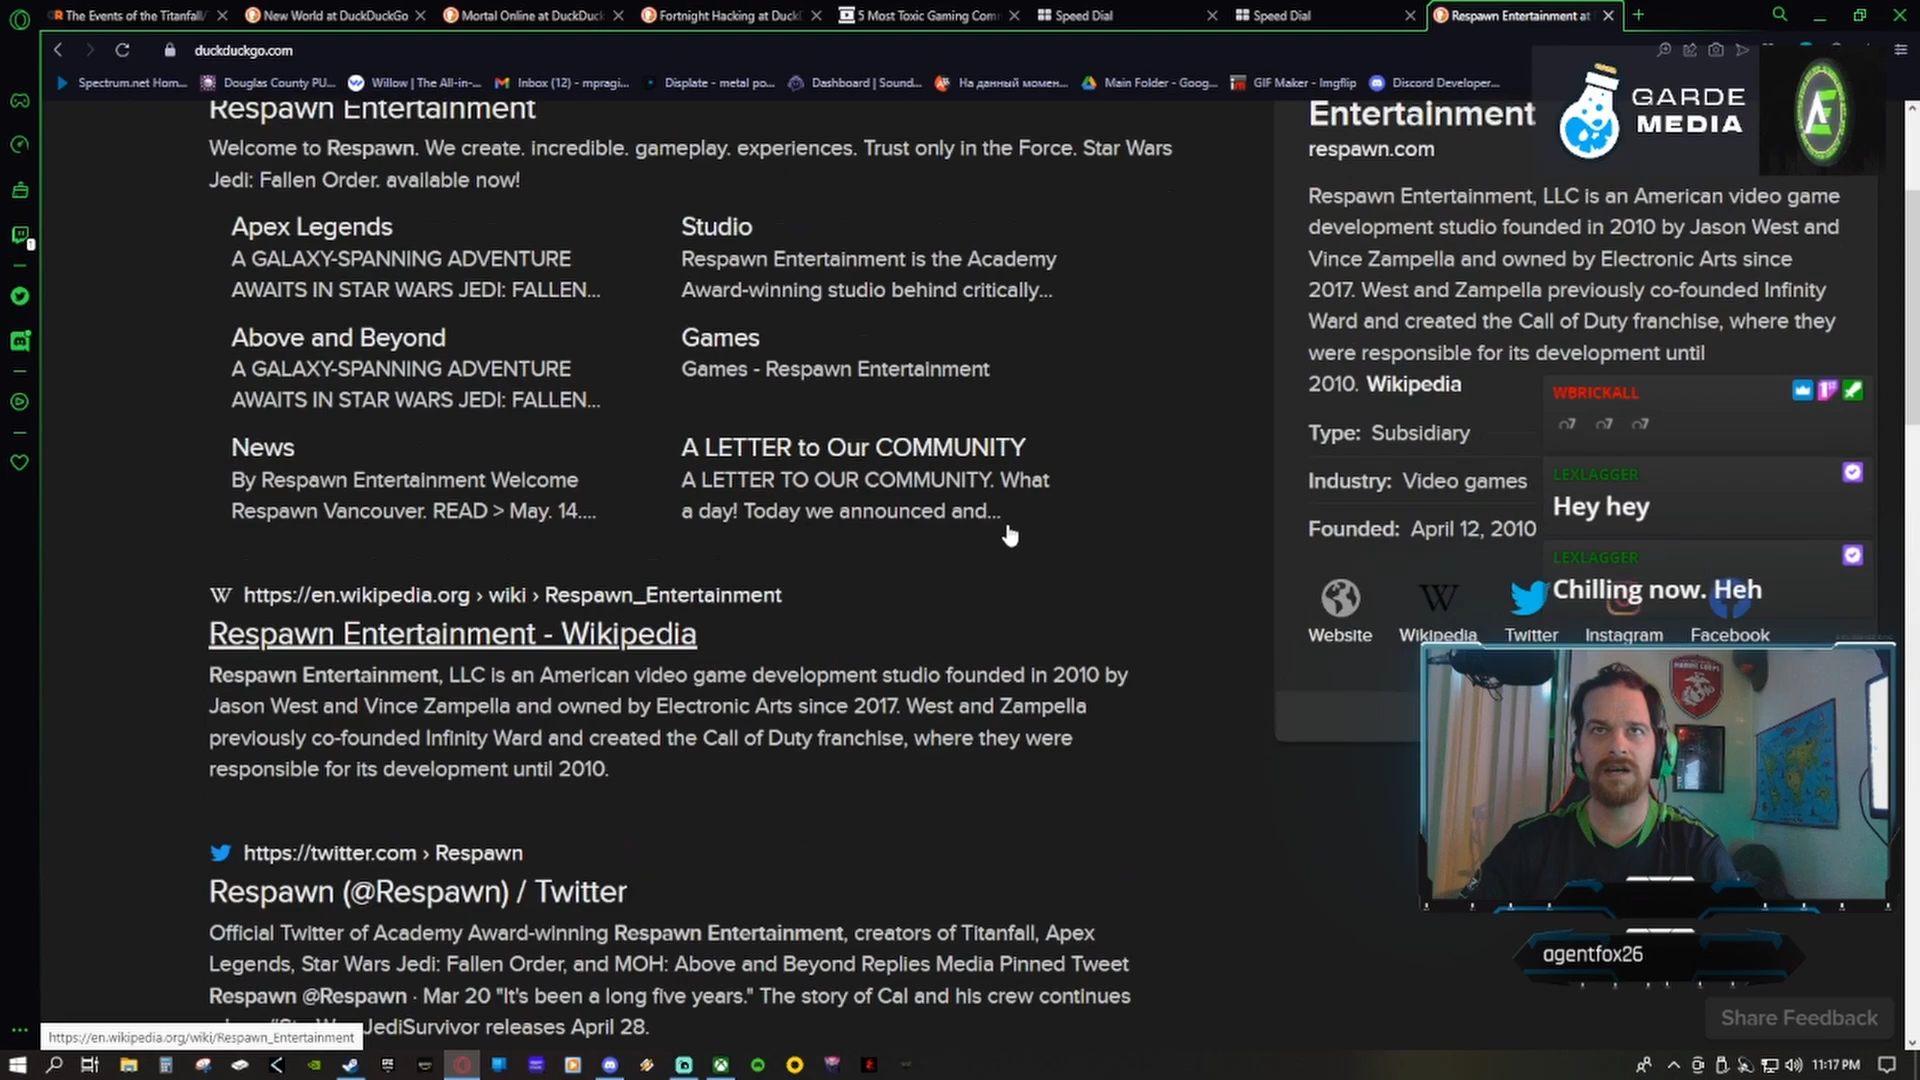 The Events of the Titanfall
New World at DuckDuckGo
Mortal Online at DuckDuck
Fortnight Hacking at DuckD
5 Most Toxic Gaming Com
Speed Dial
Speed Dial
Respawn Entertainment at
duckduckgo.com
Spectrum.net Hom...
Douglas County PU...
Willow | The All-in-...
Inbox (12) - mpragi...
Displate - metal po...
Dashboard | Sound...
На данный момен...
Main Folder - Goog...
GIF Maker - Imgflip
Discord Developer...
GARDE
MEDIA
Respawn Entertainment
Welcome to Respawn. We create. incredible. gameplay. experiences. Trust only in the Force. Star Wars
Jedi: Fallen Order. available now!
Apex Legends
A GALAXY-SPANNING ADVENTURE
AWAITS IN STAR WARS JEDI: FALLEN...
Studio
Respawn Entertainment is the Academy
Award-winning studio behind critically...
Above and Beyond
A GALAXY-SPANNING ADVENTURE
AWAITS IN STAR WARS JEDI: FALLEN...
Games
Games - Respawn Entertainment
News
By Respawn Entertainment Welcome
Respawn Vancouver. READ > May. 14....
A LETTER to Our COMMUNITY
A LETTER TO OUR COMMUNITY. What
a day! Today we announced and...
https://en.wikipedia.org › wiki › Respawn_Entertainment
Respawn Entertainment - Wikipedia
Respawn Entertainment, LLC is an American video game development studio founded in 2010 by
Jason West and Vince Zampella and owned by Electronic Arts since 2017. West and Zampella
previously co-founded Infinity Ward and created the Call of Duty franchise, where they were
responsible for its development until 2010.
https://twitter.com › Respawn
Respawn (@Respawn) / Twitter
Official Twitter of Academy Award-winning Respawn Entertainment, creators of Titanfall, Apex
Legends, Star Wars Jedi: Fallen Order, and MOH: Above and Beyond Replies Media Pinned Tweet
Respawn @Respawn · Mar 20 "It's been a long five years." The story of Cal and his crew continues
JediSurvivor releases April 28.
https://en.wikipedia.org/wiki/Respawn_Entertainment
Entertainment
respawn.com
Respawn Entertainment, LLC is an American video game
development studio founded in 2010 by Jason West and
Vince Zampella and owned by Electronic Arts since
2017. West and Zampella previously co-founded Infinity
Ward and created the Call of Duty franchise, where they
were responsible for its development until
2010. Wikipedia
Type: Subsidiary
Industry: Video games
Founded: April 12, 2010
Website
Wikipedia
Twitter
Instagram
Facebook
WBRICKALL
o7 o7 o7
LEXLAGGER
Hey hey
LEXLAGGER
Chilling now. Heh
agentfox26
Share Feedback
11:17 PM